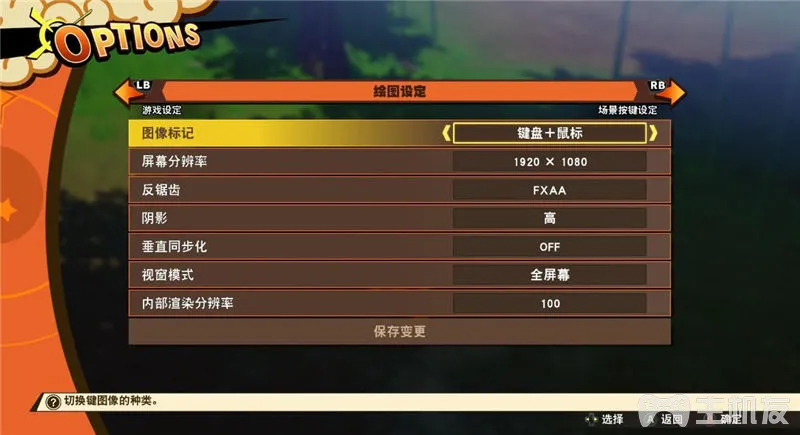 OPTIONS
LB 绘图设定 RB
游戏设定 场景按键设定
图像标记 键盘＋鼠标
屏幕分辨率 1920 × 1080
反锯齿 FXAA
阴影 高
垂直同步化 OFF
视窗模式 全屏幕
内部渲染分辨率 100
保存变更
?切换键图像的种类。
选择 A 返回 确定
主机友